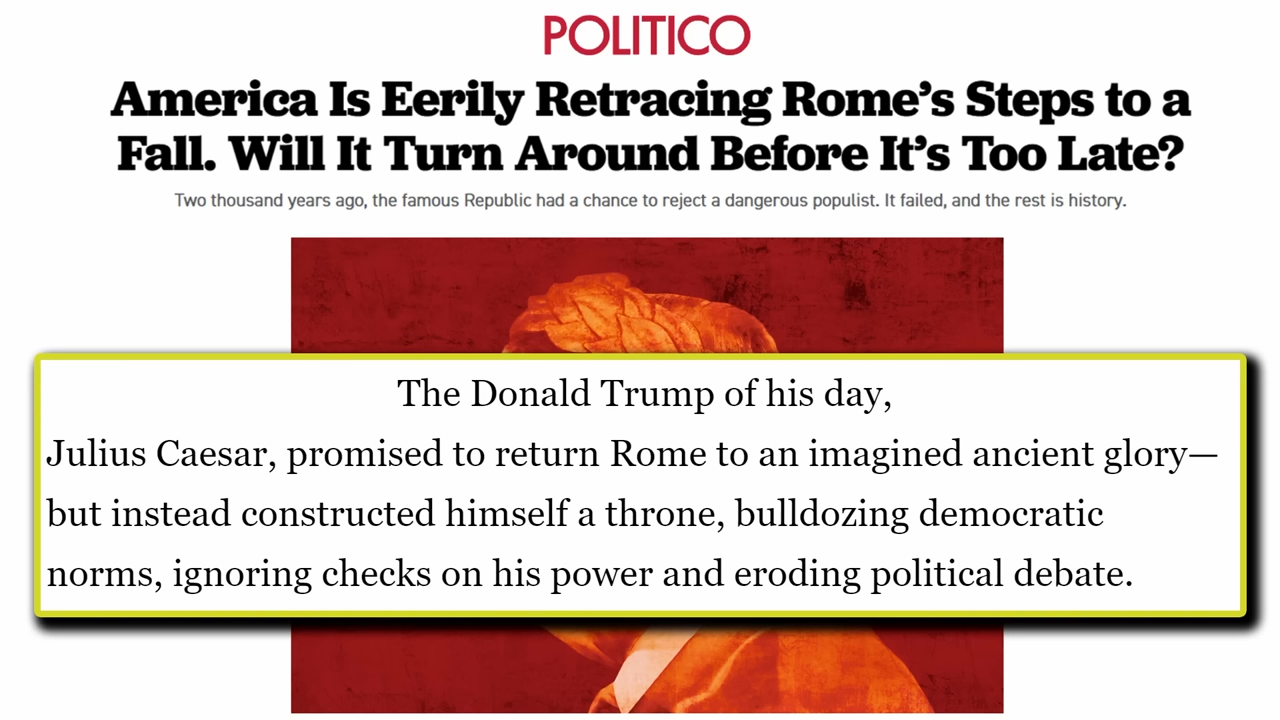 POLITICO
America Is Eerily Retracing Rome’s Steps to a
Fall. Will It Turn Around Before It’s Too Late?
Two thousand years ago, the famous Republic had a chance to reject a dangerous populist. It failed, and the rest is history.
The Donald Trump of his day,
Julius Caesar, promised to return Rome to an imagined ancient glory—
but instead constructed himself a throne, bulldozing democratic
norms, ignoring checks on his power and eroding political debate.